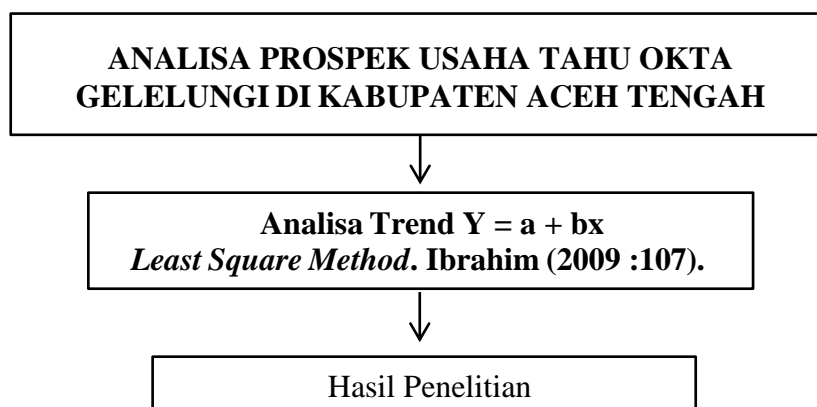 ANALISA PROSPEK USAHA TAHU OKTA
GELELUNGI DI KABUPATEN ACEH TENGAH
Analisa Trend Y = a + bx
Least Square Method. Ibrahim (2009 :107).
Hasil Penelitian